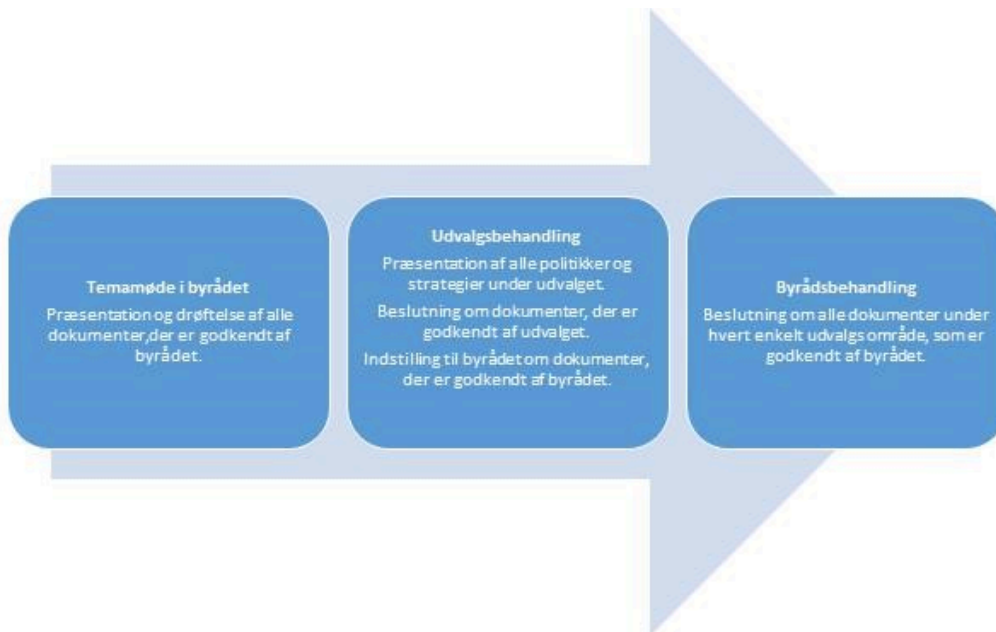 Temamøde i byrådet
Præsentation og drøftelse af alle
dokumenter,der er godkendt af
byrådet.
Udvalgsbehandling
Præsentation af alle politikker og
strategier under udvalget.
Beslutning om dokumenter, der er
godkendt af udvalget.
Indstilling til byrådet om dokumenter,
der er godkendt af byrådet.
Byrådsbehandling
Beslutning om alle dokumenter under
hvert enkelt udvalgsområde, som er
godkendt af byrådet.